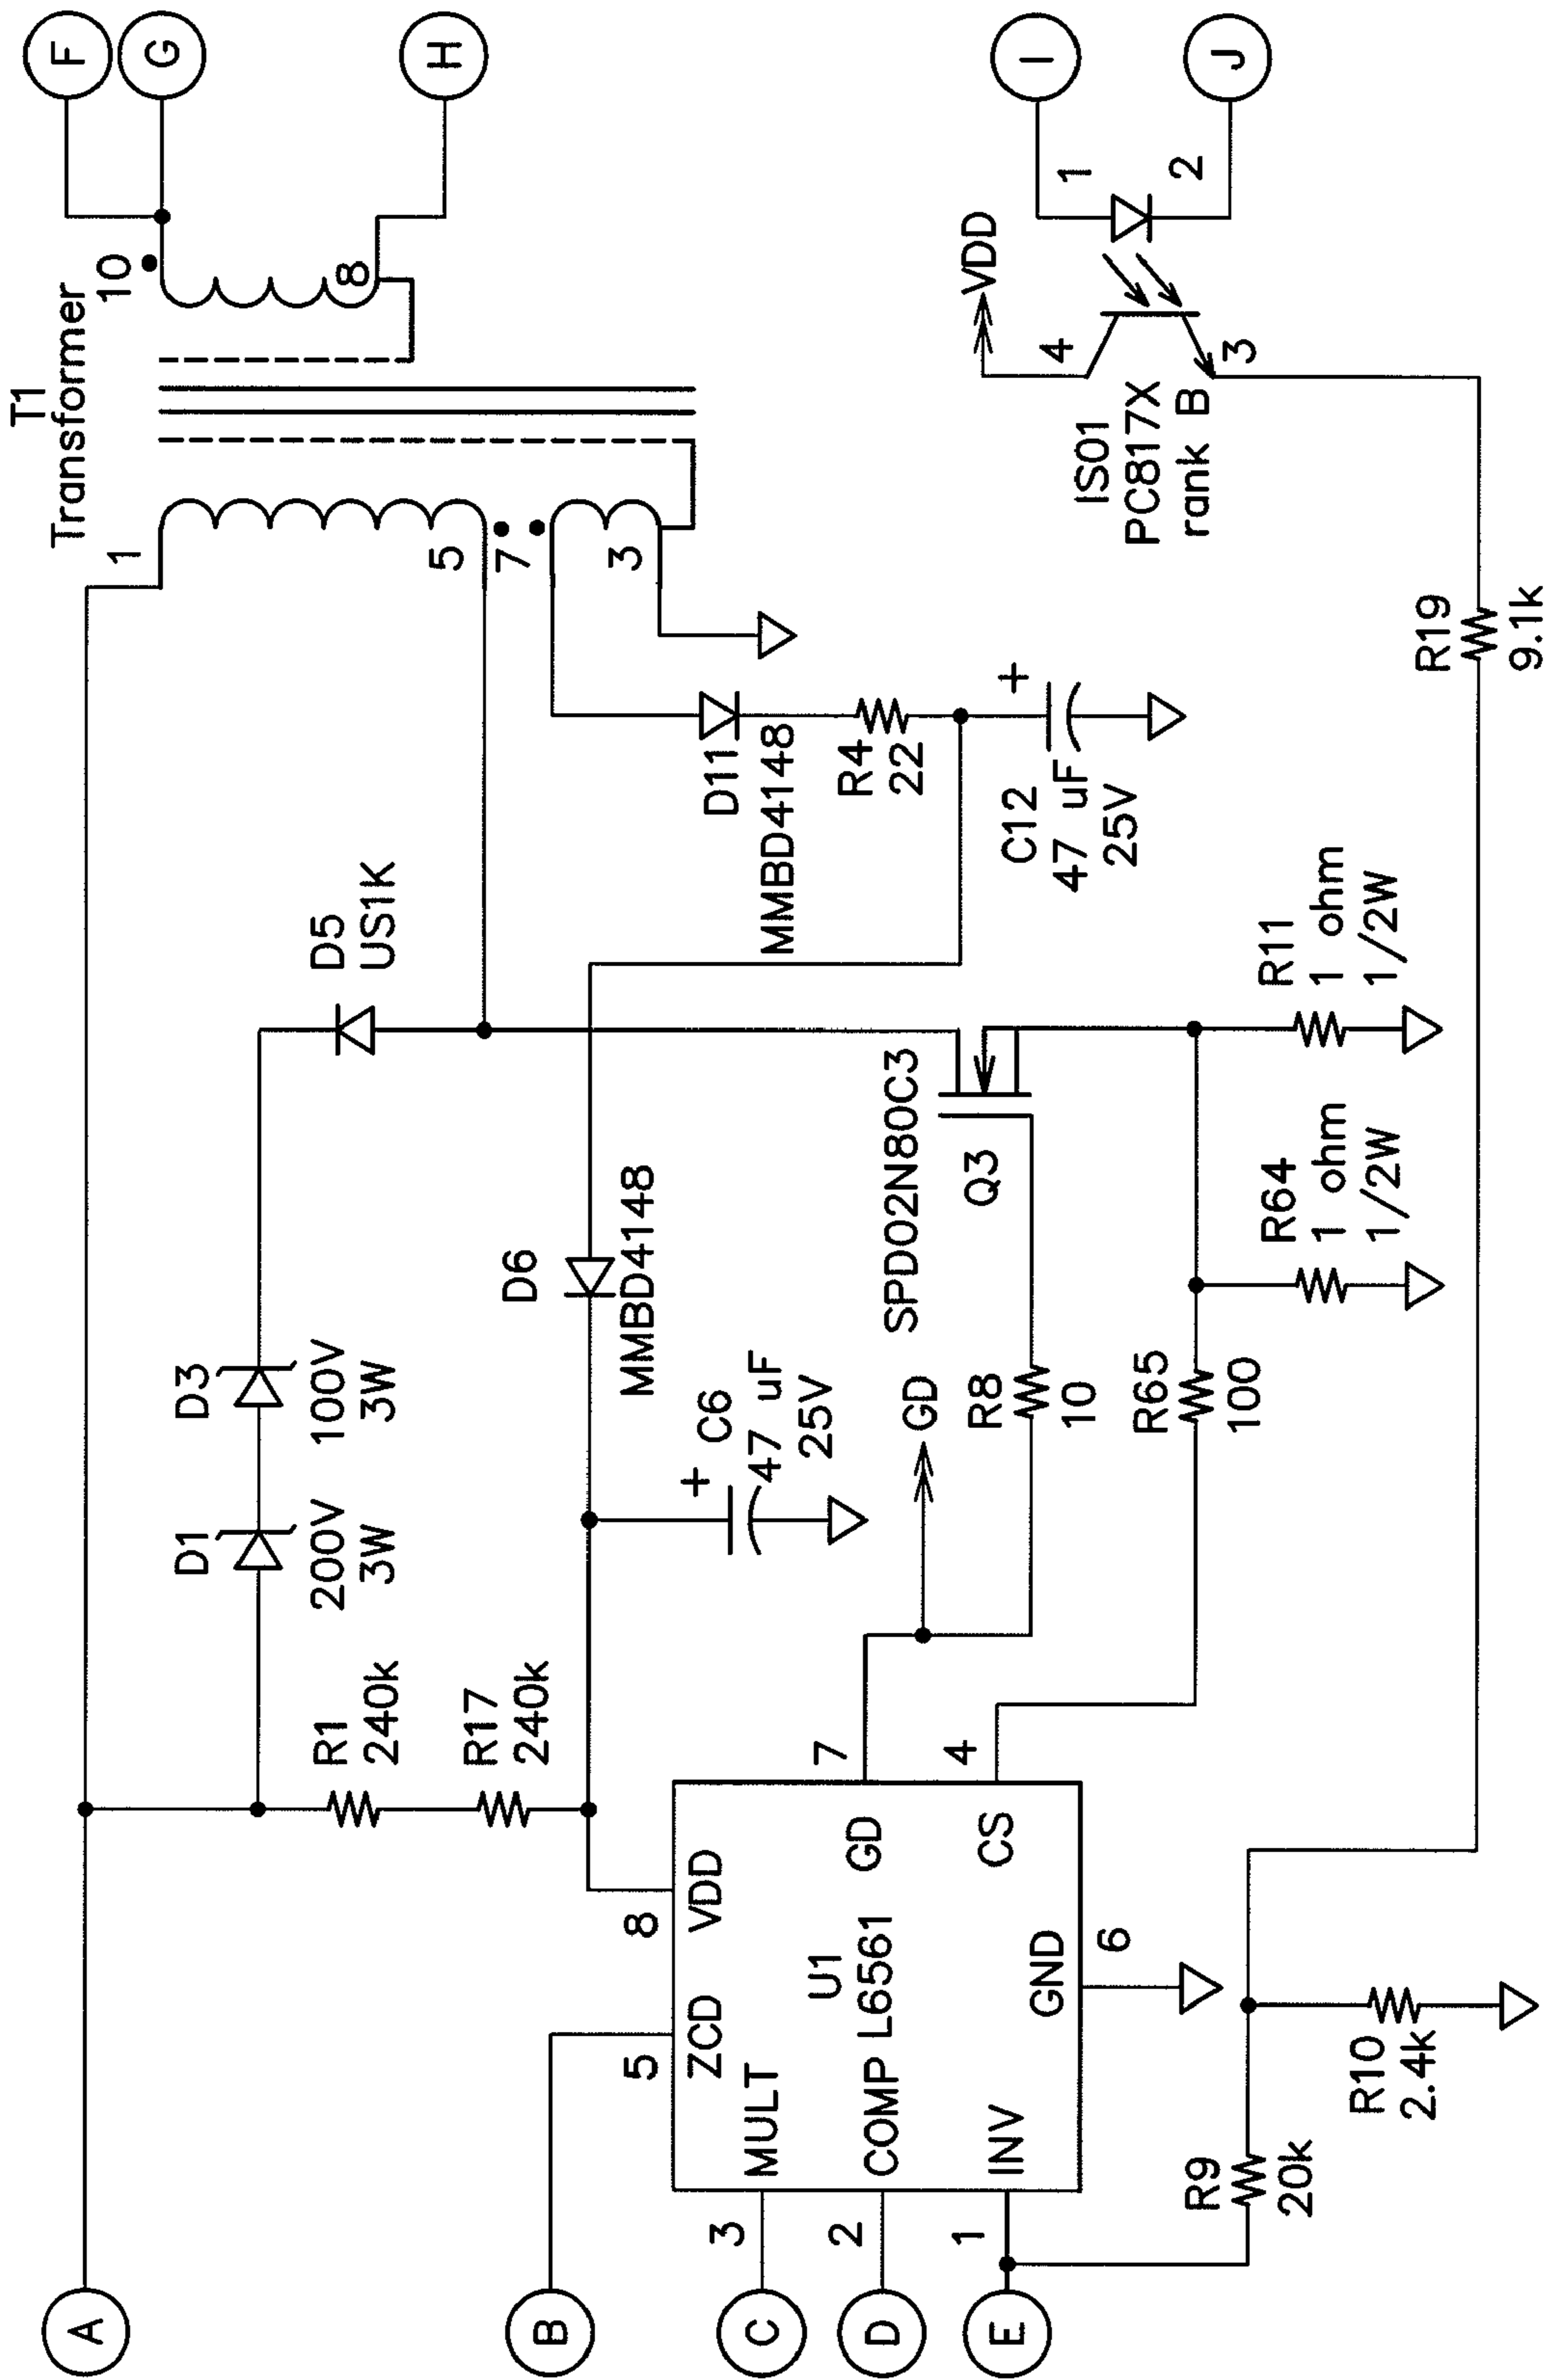 A
B
C
D
E
F
G
H
I
J
T1
Transformer
1
5
7
3
10
8
D5
US1K
D3
100V
3W
D1
200V
3W
R1
240k
R17
240k
D6
MMBD4148
C6
+
47 uF
25V
D11
MMBD4148
R4
22
C12
+
47 uF
25V
SPD02N80C3
Q3
GD
R8
10
R65
100
R64
1 ohm
1/2W
R11
1 ohm
1/2W
VDD
4
3
1
2
IS01
PC817X
rank B
R19
9.1k
5
ZCD
8
VDD
3
MULT
2
COMP
1
INV
U1
L6561
GD
7
CS
4
GND
6
R9
20k
R10
2.4k